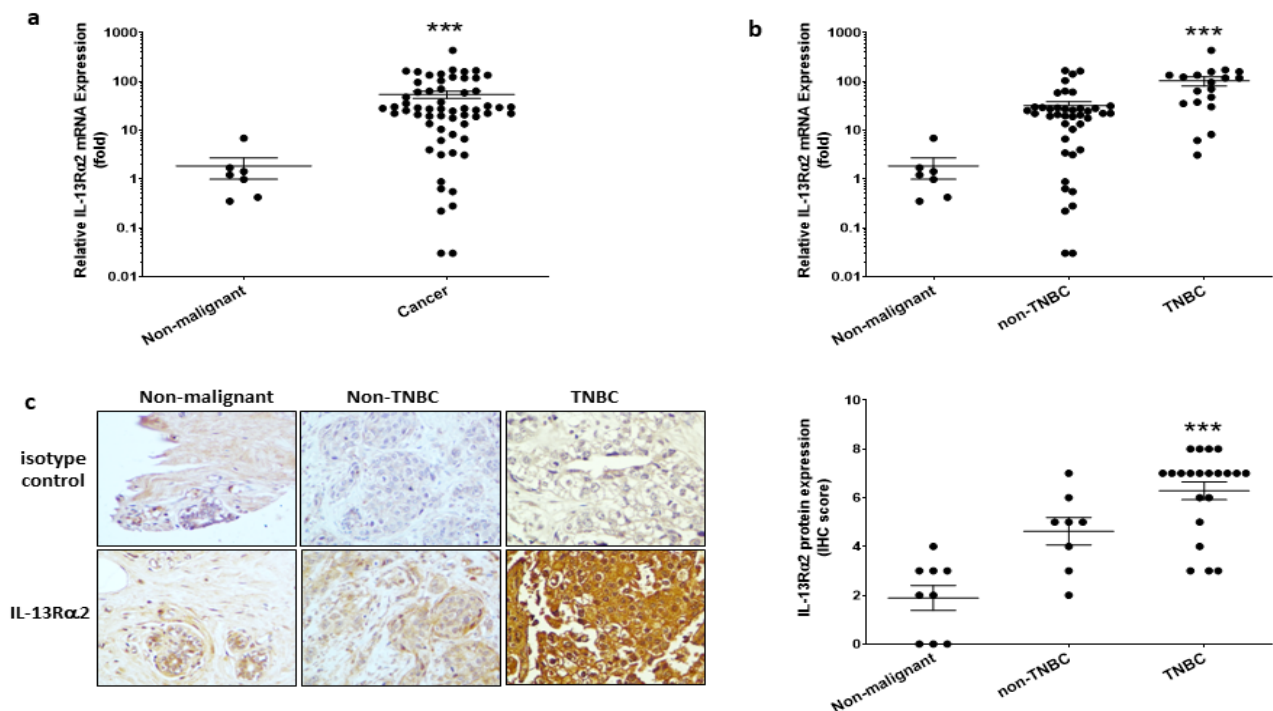 a
Relative IL-13Rα2 mRNA Expression
(fold)
1000
100
10
1
0.1
0.01
***
Non-malignant
Cancer
b
Relative IL-13Rα2 mRNA Expression
(fold)
1000
100
10
1
0.1
0.01
***
Non-malignant
non-TNBC
TNBC
c
Non-malignant
Non-TNBC
TNBC
isotype
control
IL-13Rα2
IL-13Rα2 protein expression
(IHC score)
10
8
6
4
2
0
***
Non-malignant
non-TNBC
TNBC